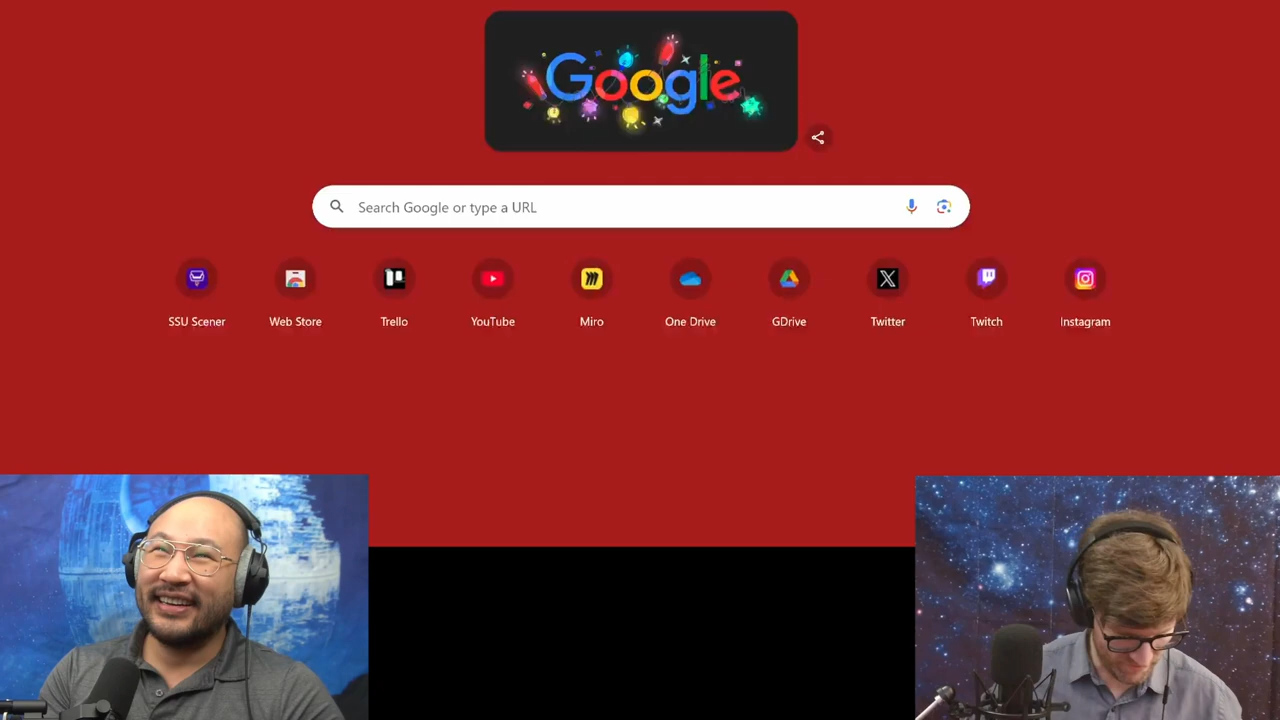 Google
Search Google or type a URL
SSU Scener
Web Store
Trello
YouTube
Miro
One Drive
GDrive
Twitter
Twitch
Instagram